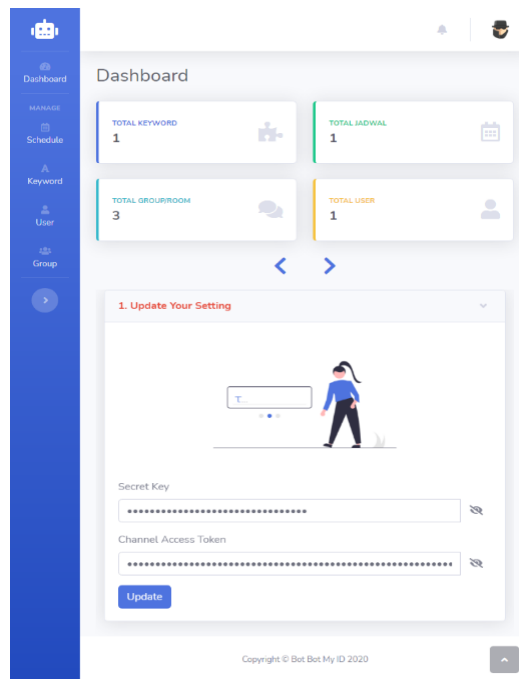 Dashboard
MANAGE
Schedule
Keyword
User
Group
Dashboard
TOTAL KEYWORD
1
TOTAL JADWAL
1
TOTAL GROUP/ROOM
3
TOTAL USER
1
1. Update Your Setting
T...
Secret Key
Channel Access Token
Update
Copyright © Bot Bot My ID 2020